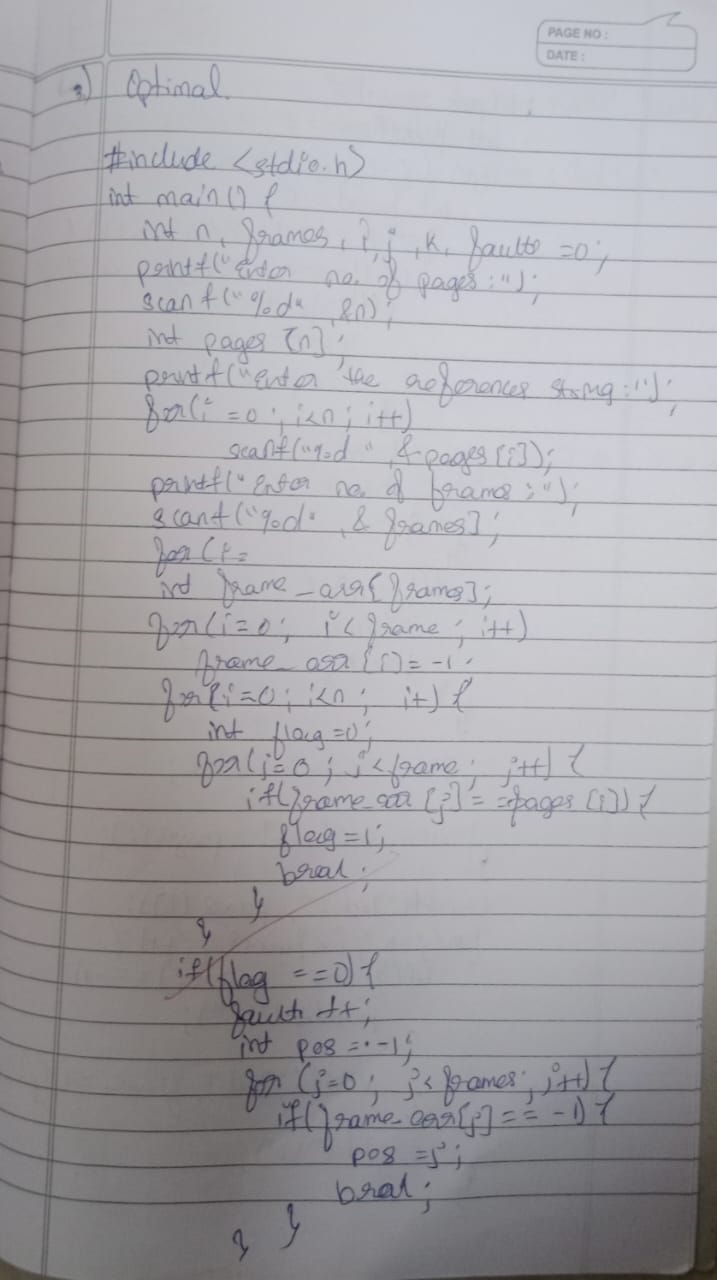 PAGE NO :
DATE :
3) Optimal.
#include <stdio.h>
int main() {
int n, frames, i, j, k, faults =0;
printf("Enter no. of pages :");
scanf("%d" ,&n);
int pages [n];
printf("enter the references string :");
for(i =0 ; i<n ; i++)
scanf("%d" , &pages [i]);
printf("Enter no. of frams :");
scanf("%d" , & frames];
for (i=
int frame_arr[frames];
for(i=0; i< frame ; i++)
frame_arr [i] = -1;
for(i=0 ; i<n ; i+) {
int flag =0;
for(j=0 ; j <frame; j++) {
if(frame_arr [j] = =pages [i]) {
flag =1;
break;
}
}
if(flag ==0) {
fault ++;
int pos = -1;
for (j=0 ; j< frames; j++) {
if(frame_arr[j] == -1) {
pos =j;
break;
} }